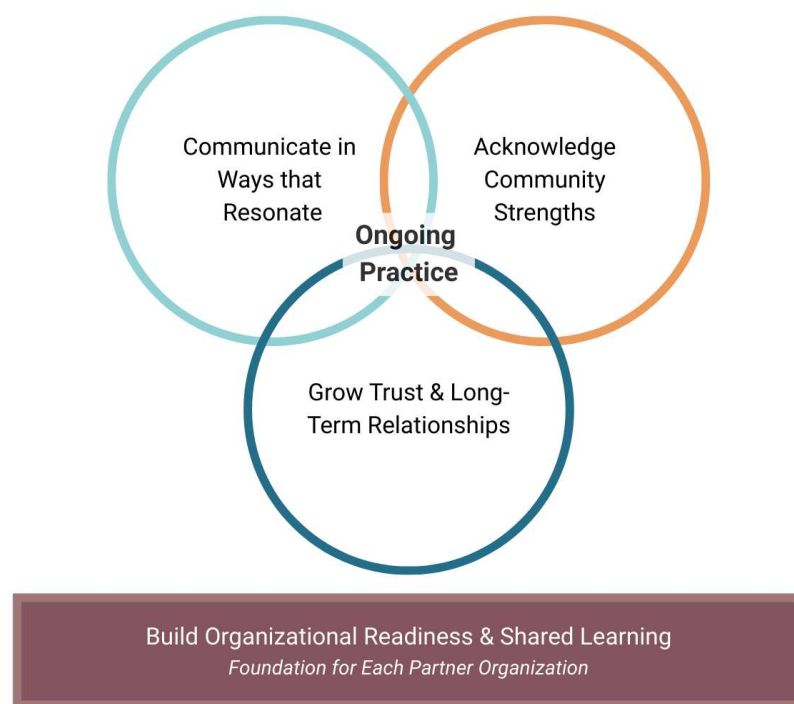 Communicate in
Ways that
Resonate
Acknowledge
Community
Strengths
Ongoing
Practice
Grow Trust & Long-
Term Relationships
Build Organizational Readiness & Shared Learning
Foundation for Each Partner Organization